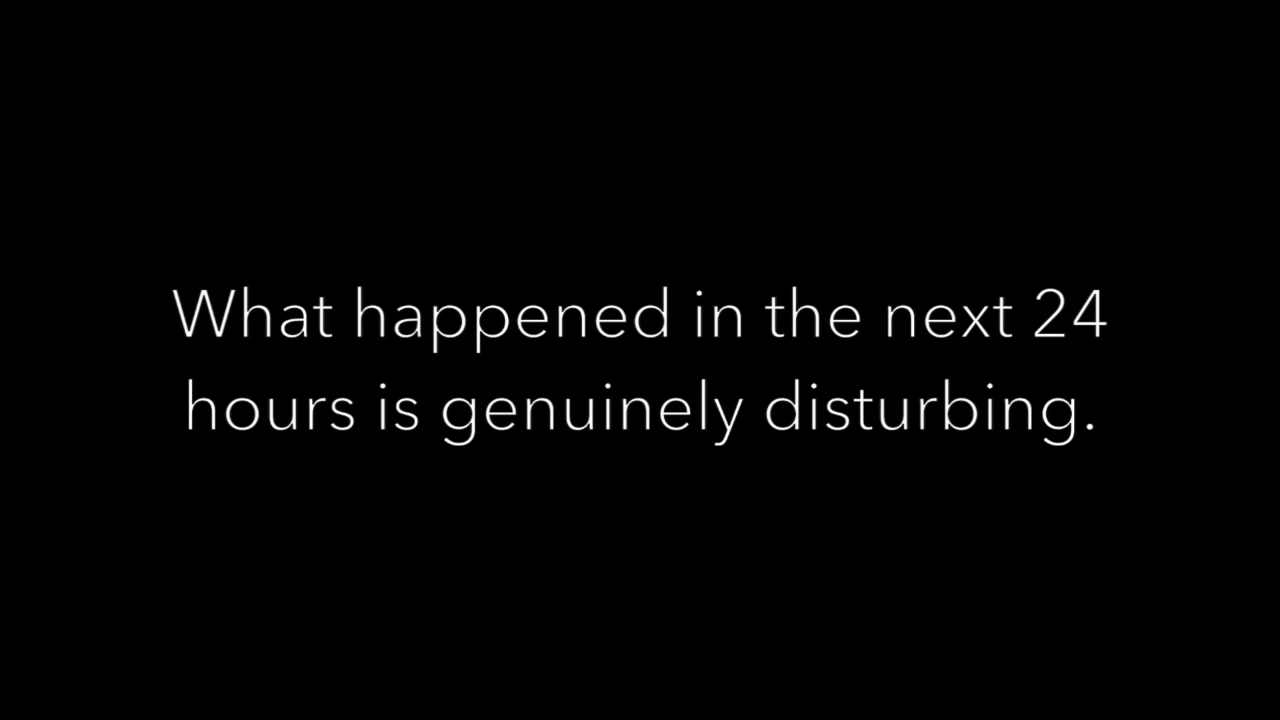 What happened in the next 24
hours is genuinely disturbing.